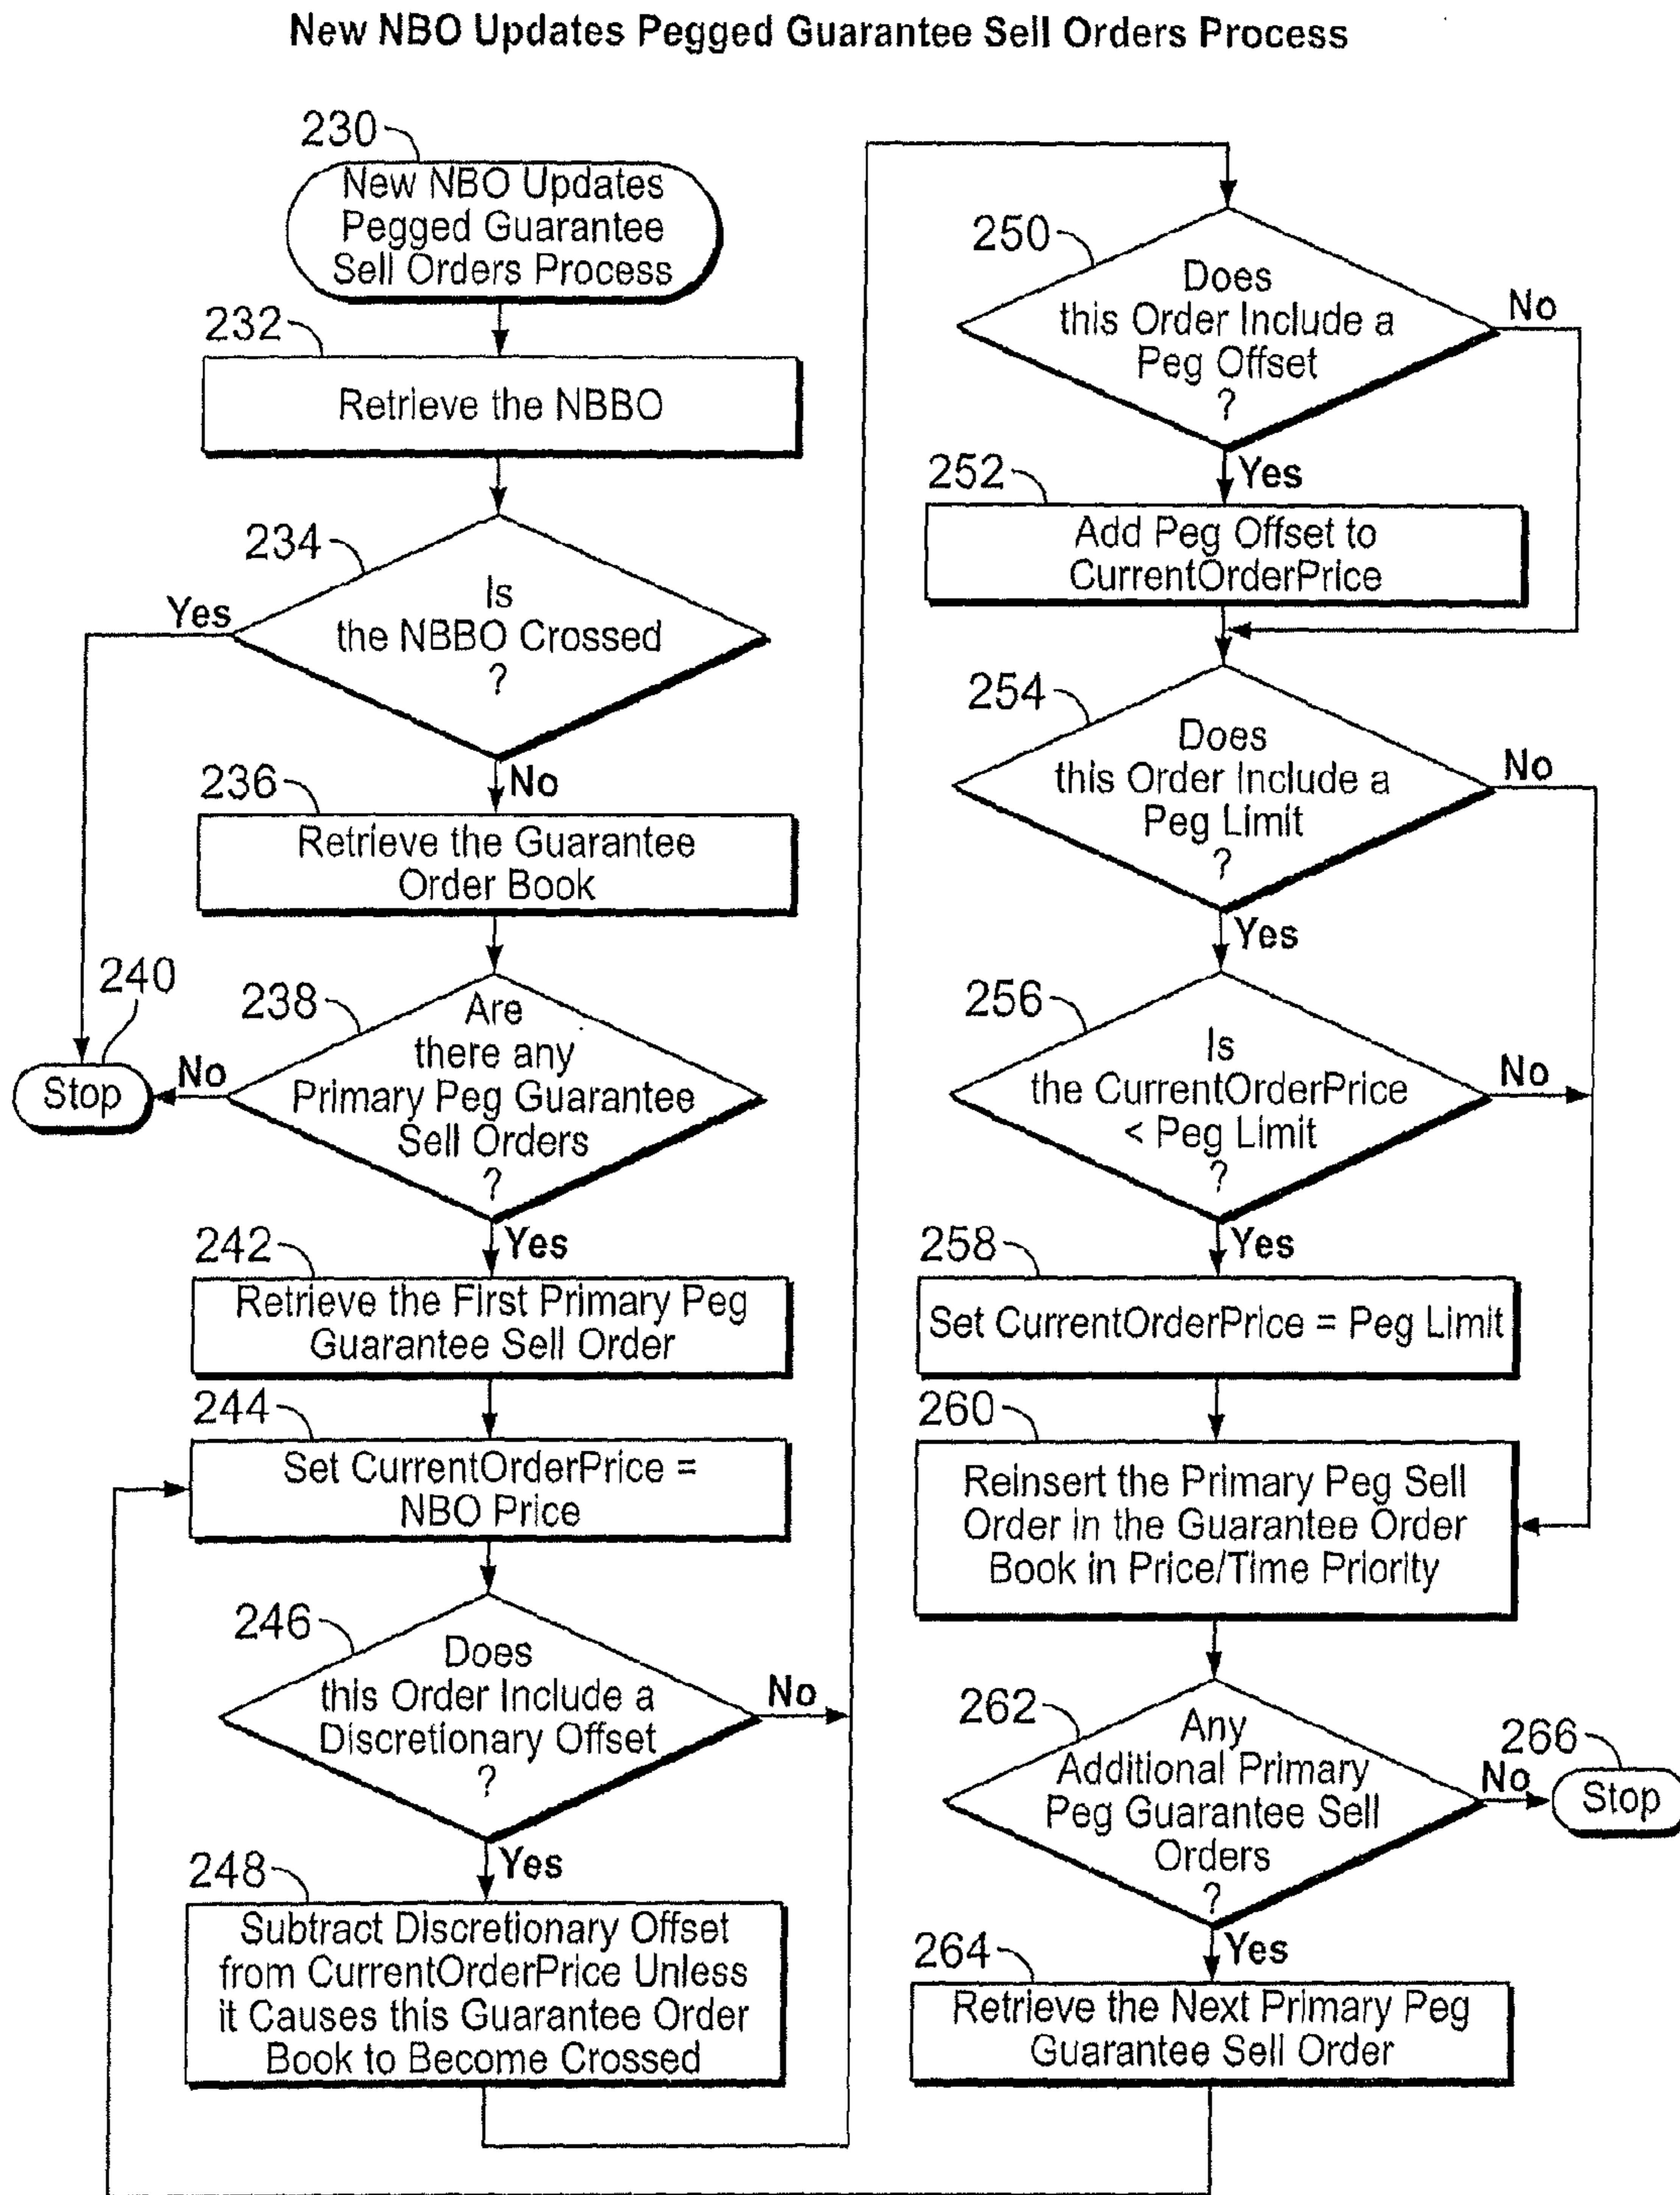 New NBO Updates Pegged Guarantee Sell Orders Process
230
New NBO Updates
Pegged Guarantee
Sell Orders Process
232
Retrieve the NBBO
234
Is
the NBBO Crossed
?
Yes
No
236
Retrieve the Guarantee
Order Book
238
Are
there any
Primary Peg Guarantee
Sell Orders
?
No
240
Stop
Yes
242
Retrieve the First Primary Peg
Guarantee Sell Order
244
Set CurrentOrderPrice =
NBO Price
246
Does
this Order Include a
Discretionary Offset
?
No
Yes
248
Subtract Discretionary Offset
from CurrentOrderPrice Unless
it Causes this Guarantee Order
Book to Become Crossed
250
Does
this Order Include a
Peg Offset
?
No
Yes
252
Add Peg Offset to
CurrentOrderPrice
254
Does
this Order Include a
Peg Limit
?
No
Yes
256
Is
the CurrentOrderPrice
< Peg Limit
?
No
Yes
258
Set CurrentOrderPrice = Peg Limit
260
Reinsert the Primary Peg Sell
Order in the Guarantee Order
Book in Price/Time Priority
262
Any
Additional Primary
Peg Guarantee Sell
Orders
?
No
266
Stop
Yes
264
Retrieve the Next Primary Peg
Guarantee Sell Order